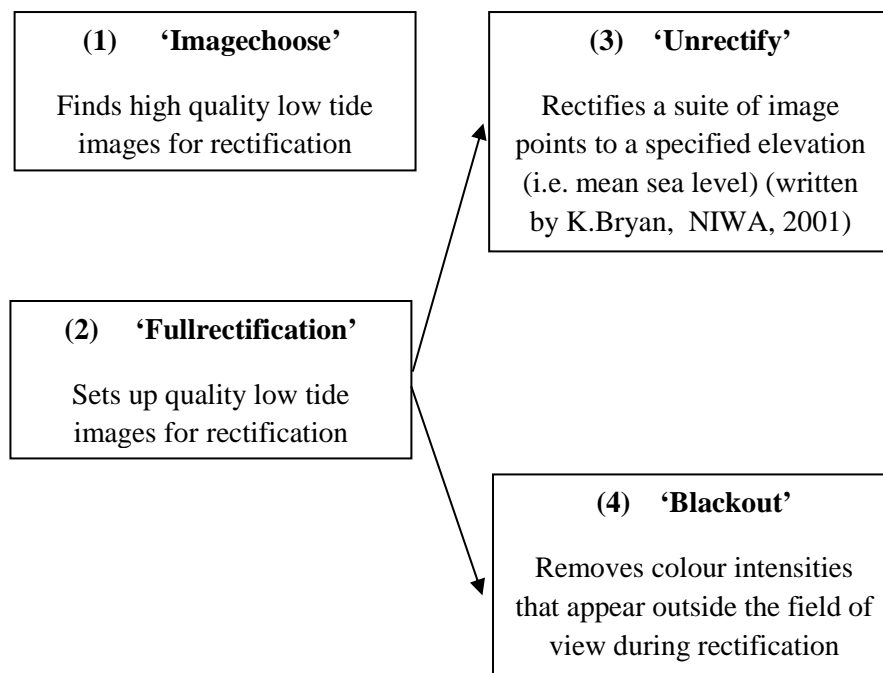 (1) ‘Imagechoose’
Finds high quality low tide
images for rectification
(2) ‘Fullrectification’
Sets up quality low tide
images for rectification
(3) ‘Unrectify’
Rectifies a suite of image
points to a specified elevation
(i.e. mean sea level) (written
by K.Bryan, NIWA, 2001)
(4) ‘Blackout’
Removes colour intensities
that appear outside the field of
view during rectification